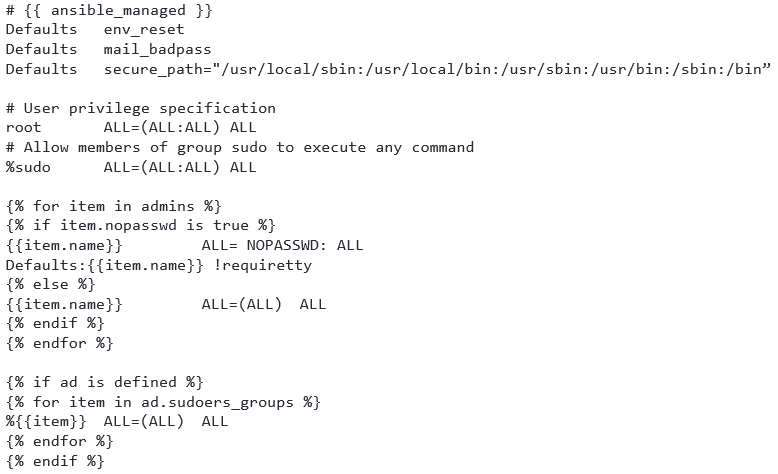 # {{ ansible_managed }}
Defaults   env_reset
Defaults   mail_badpass
Defaults   secure_path="/usr/local/sbin:/usr/local/bin:/usr/sbin:/usr/bin:/sbin:/bin”

# User privilege specification
root       ALL=(ALL:ALL) ALL
# Allow members of group sudo to execute any command
%sudo      ALL=(ALL:ALL) ALL

{% for item in admins %}
{% if item.nopasswd is true %}
{{item.name}}         ALL= NOPASSWD: ALL
Defaults:{{item.name}} !requiretty
{% else %}
{{item.name}}         ALL=(ALL)  ALL
{% endif %}
{% endfor %}

{% if ad is defined %}
{% for item in ad.sudoers_groups %}
%{{item}}  ALL=(ALL)  ALL
{% endfor %}
{% endif %}